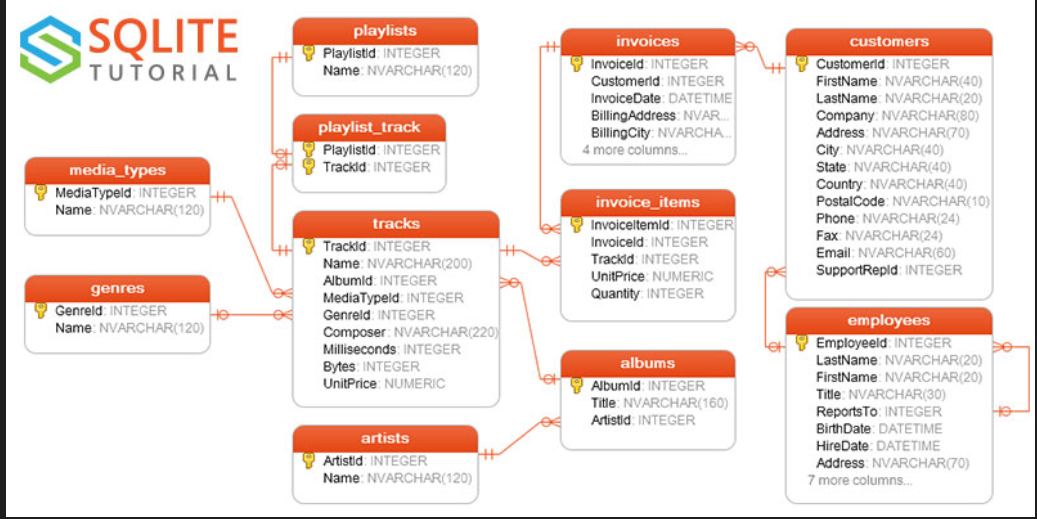 SQLITE
TUTORIAL
playlists
PlaylistId: INTEGER
Name: NVARCHAR(120)
playlist_track
PlaylistId: INTEGER
TrackId: INTEGER
media_types
MediaTypeId: INTEGER
Name: NVARCHAR(120)
genres
GenreId: INTEGER
Name: NVARCHAR(120)
tracks
TrackId: INTEGER
Name: NVARCHAR(200)
AlbumId: INTEGER
MediaTypeId: INTEGER
GenreId: INTEGER
Composer: NVARCHAR(220)
Milliseconds: INTEGER
Bytes: INTEGER
UnitPrice: NUMERIC
artists
ArtistId: INTEGER
Name: NVARCHAR(120)
invoices
InvoiceId: INTEGER
CustomerId: INTEGER
InvoiceDate: DATETIME
BillingAddress: NVAR...
BillingCity: NVARCHA...
4 more columns...
invoice_items
InvoiceItemId: INTEGER
InvoiceId: INTEGER
TrackId: INTEGER
UnitPrice: NUMERIC
Quantity: INTEGER
albums
AlbumId: INTEGER
Title: NVARCHAR(160)
ArtistId: INTEGER
customers
CustomerId: INTEGER
FirstName: NVARCHAR(40)
LastName: NVARCHAR(20)
Company: NVARCHAR(80)
Address: NVARCHAR(70)
City: NVARCHAR(40)
State: NVARCHAR(40)
Country: NVARCHAR(40)
PostalCode: NVARCHAR(10)
Phone: NVARCHAR(24)
Fax: NVARCHAR(24)
Email: NVARCHAR(60)
SupportRepId: INTEGER
employees
EmployeeId: INTEGER
LastName: NVARCHAR(20)
FirstName: NVARCHAR(20)
Title: NVARCHAR(30)
ReportsTo: INTEGER
BirthDate: DATETIME
HireDate: DATETIME
Address: NVARCHAR(70)
7 more columns...